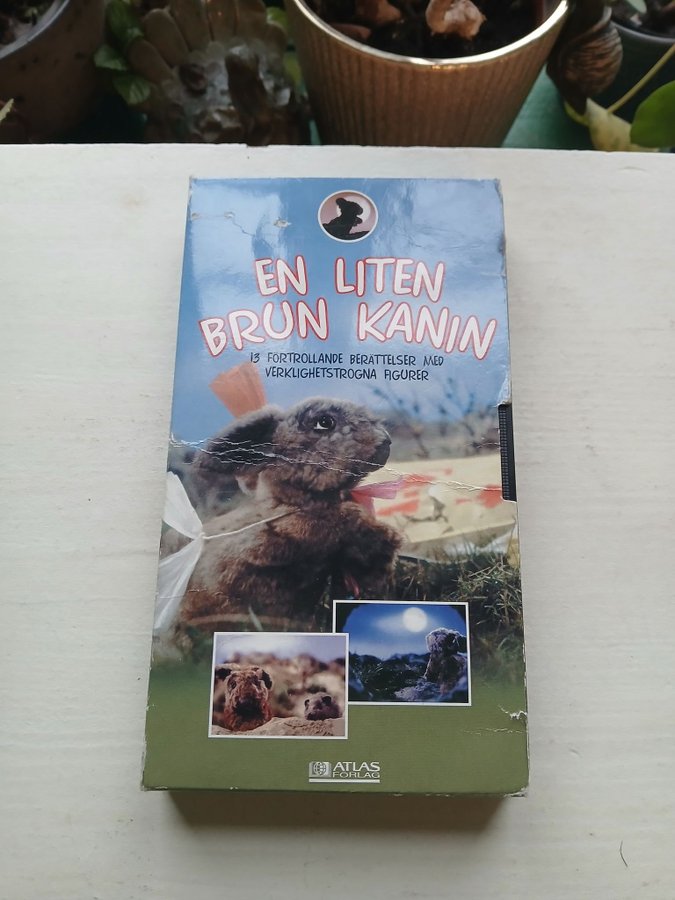 EN LITEN
BRUN KANIN
13 FÖRTROLLANDE BERÄTTELSER MED
VERKLIGHETSTROGNA FIGURER
ATLAS
FÖRLAG